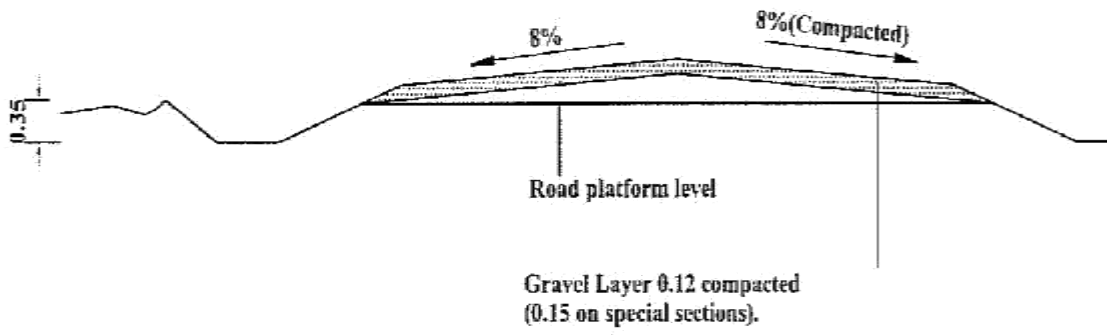 8%
8%(Compacted)
0.35
Road platform level
Gravel Layer 0.12 compacted
(0.15 on special sections).